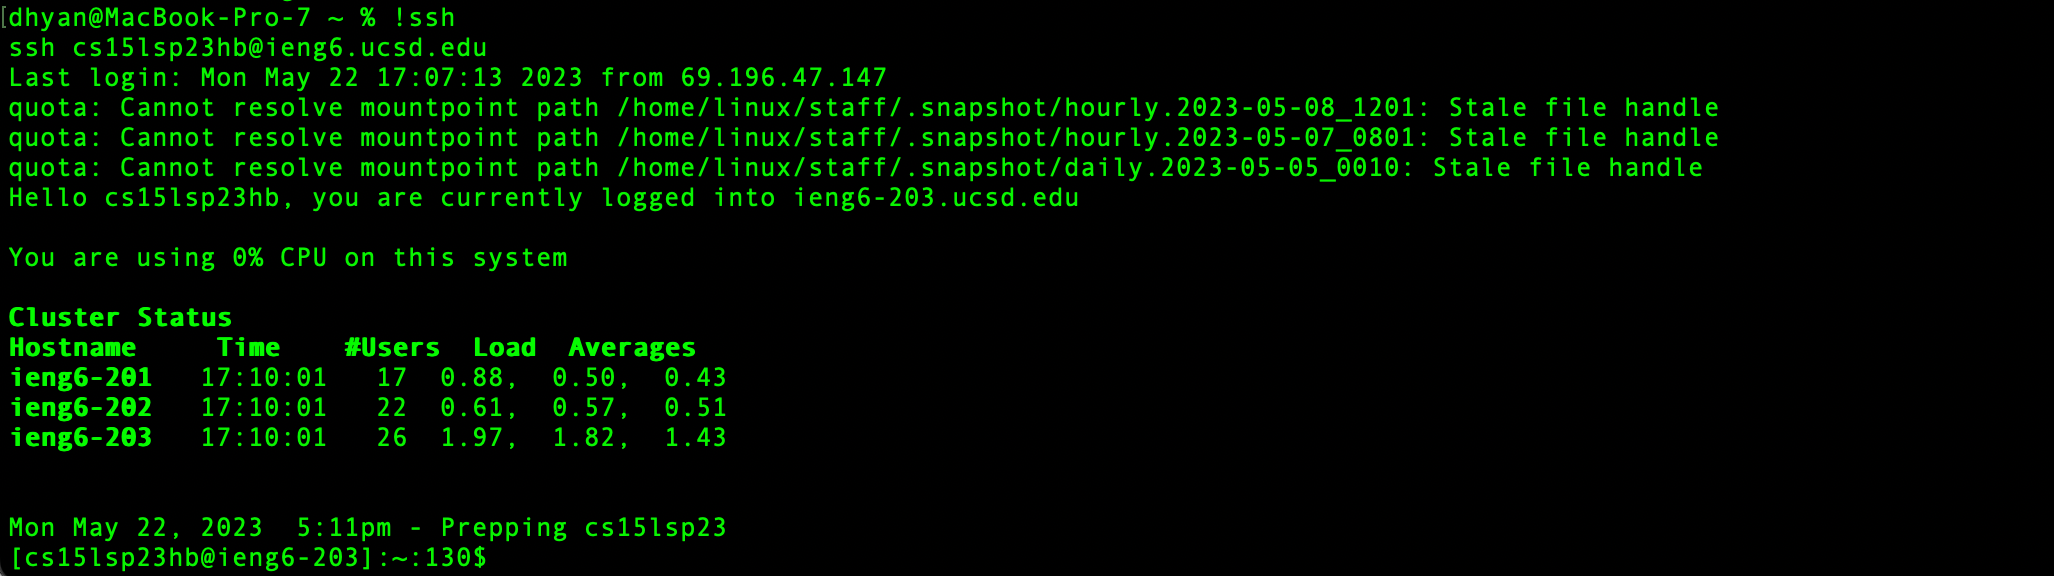 [dhyan@MacBook-Pro-7 ~ % !ssh
ssh cs15lsp23hb@ieng6.ucsd.edu
Last login: Mon May 22 17:07:13 2023 from 69.196.47.147
quota: Cannot resolve mountpoint path /home/linux/staff/.snapshot/hourly.2023-05-08_1201: Stale file handle
quota: Cannot resolve mountpoint path /home/linux/staff/.snapshot/hourly.2023-05-07_0801: Stale file handle
quota: Cannot resolve mountpoint path /home/linux/staff/.snapshot/daily.2023-05-05_0010: Stale file handle
Hello cs15lsp23hb, you are currently logged into ieng6-203.ucsd.edu
You are using 0% CPU on this system
Cluster Status
Hostname     Time    #Users  Load  Averages
ieng6-201   17:10:01   17  0.88,  0.50,  0.43
ieng6-202   17:10:01   22  0.61,  0.57,  0.51
ieng6-203   17:10:01   26  1.97,  1.82,  1.43
Mon May 22, 2023  5:11pm - Prepping cs15lsp23
[cs15lsp23hb@ieng6-203]:~:130$